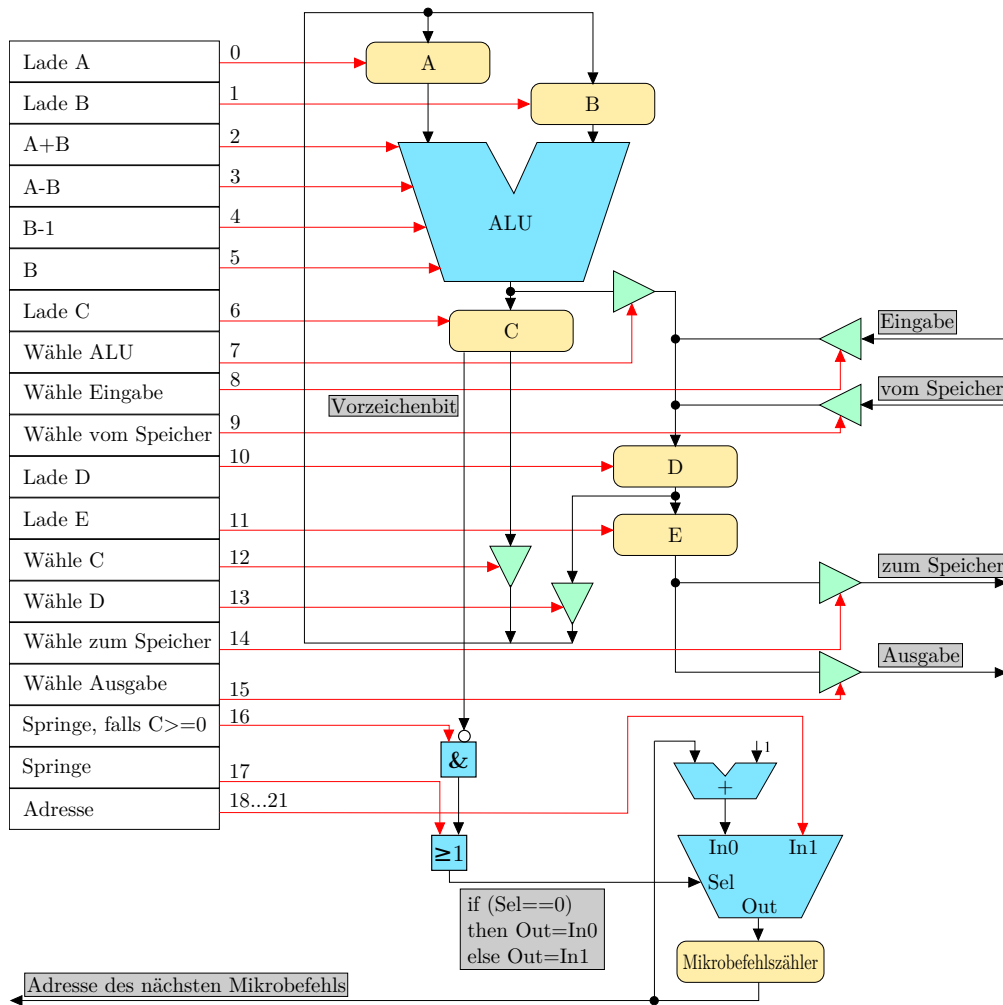 Lade A
0
Lade B
1
A+B
2
A-B
3
B-1
4
B
5
Lade C
6
Wähle ALU
7
Wähle Eingabe
8
Wähle vom Speicher
9
Lade D
10
Lade E
11
Wähle C
12
Wähle D
13
Wähle zum Speicher
14
Wähle Ausgabe
15
Springe, falls C>=0
16
Springe
17
Adresse
18...21
A
B
ALU
C
Vorzeichenbit
Eingabe
vom Speicher
D
E
zum Speicher
Ausgabe
&
≥1
1
+
In0 In1
Sel
Out
if (Sel==0)
then Out=In0
else Out=In1
Mikrobefehlszähler
Adresse des nächsten Mikrobefehls